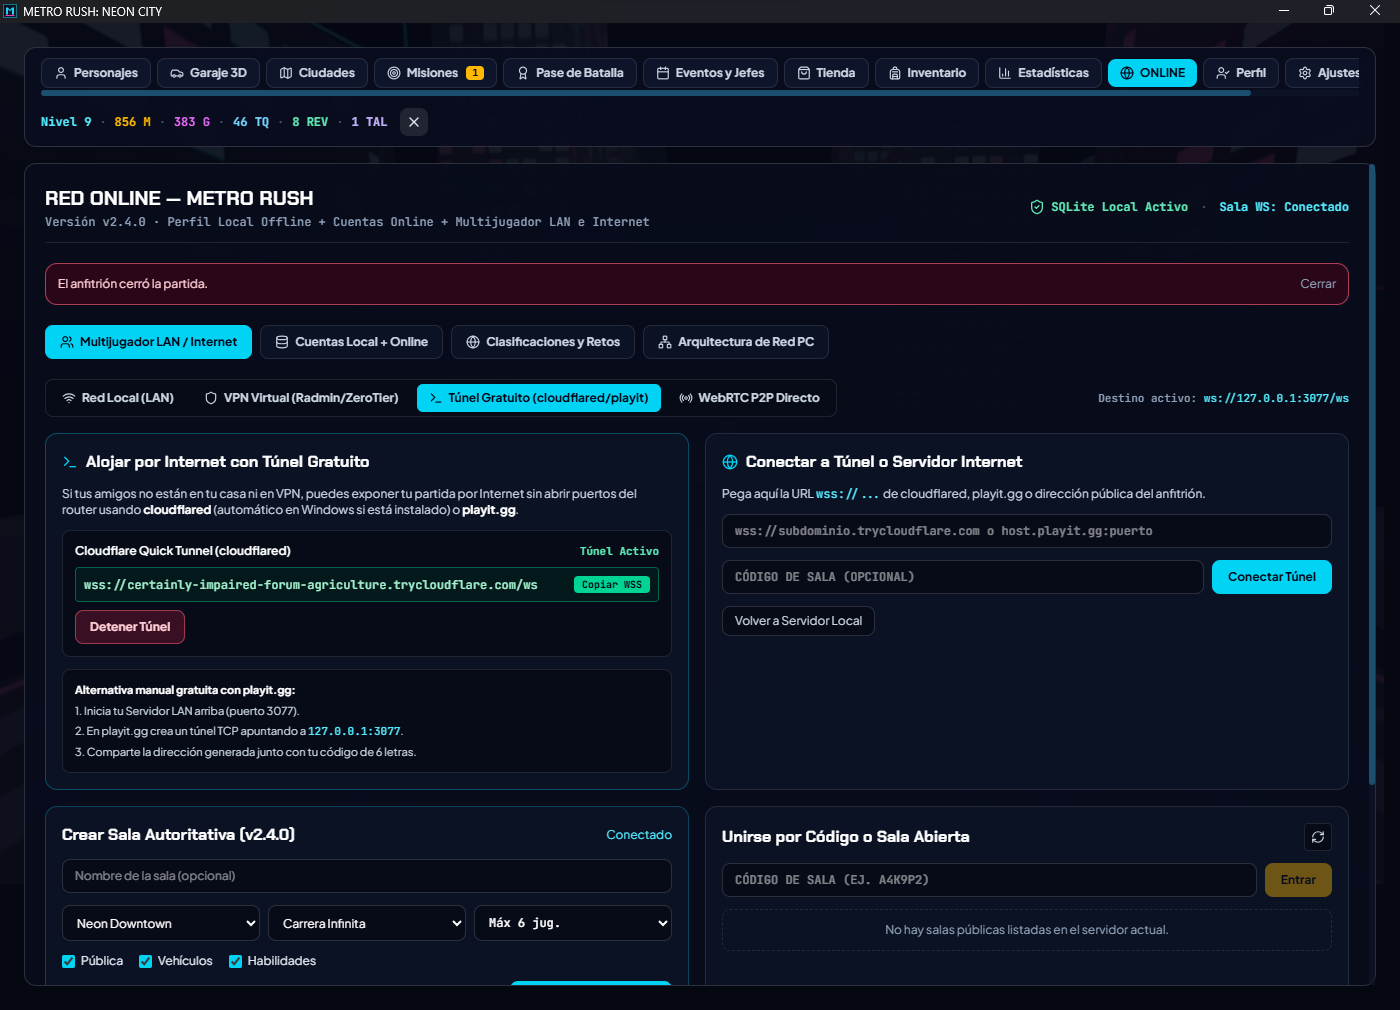 METRO RUSH: NEON CITY
Personajes
Garaje 3D
Ciudades
Misiones 1
Pase de Batalla
Eventos y Jefes
Tienda
Inventario
Estadísticas
ONLINE
Perfil
Ajustes
Nivel 9 · 856 M · 383 G · 46 TQ · 8 REV · 1 TAL
RED ONLINE — METRO RUSH
Versión v2.4.0 · Perfil Local Offline + Cuentas Online + Multijugador LAN e Internet
SQLite Local Activo · Sala WS: Conectado
El anfitrión cerró la partida.
Cerrar
Multijugador LAN / Internet
Cuentas Local + Online
Clasificaciones y Retos
Arquitectura de Red PC
Red Local (LAN)
VPN Virtual (Radmin/ZeroTier)
Túnel Gratuito (cloudflared/playit)
WebRTC P2P Directo
Destino activo: ws://127.0.0.1:3077/ws
Alojar por Internet con Túnel Gratuito
Si tus amigos no están en tu casa ni en VPN, puedes exponer tu partida por Internet sin abrir puertos del
router usando cloudflared (automático en Windows si está instalado) o playit.gg.
Cloudflare Quick Tunnel (cloudflared)
Túnel Activo
wss://certainly-impaired-forum-agriculture.trycloudflare.com/ws
Copiar WSS
Detener Túnel
Alternativa manual gratuita con playit.gg:
1. Inicia tu Servidor LAN arriba (puerto 3077).
2. En playit.gg crea un túnel TCP apuntando a 127.0.0.1:3077.
3. Comparte la dirección generada junto con tu código de 6 letras.
Conectar a Túnel o Servidor Internet
Pega aquí la URL wss://... de cloudflared, playit.gg o dirección pública del anfitrión.
wss://subdominio.trycloudflare.com o host.playit.gg:puerto
CÓDIGO DE SALA (OPCIONAL)
Conectar Túnel
Volver a Servidor Local
Crear Sala Autoritativa (v2.4.0)
Conectado
Nombre de la sala (opcional)
Neon Downtown
Carrera Infinita
Máx 6 jug.
Pública
Vehículos
Habilidades
Unirse por Código o Sala Abierta
CÓDIGO DE SALA (EJ. A4K9P2)
Entrar
No hay salas públicas listadas en el servidor actual.